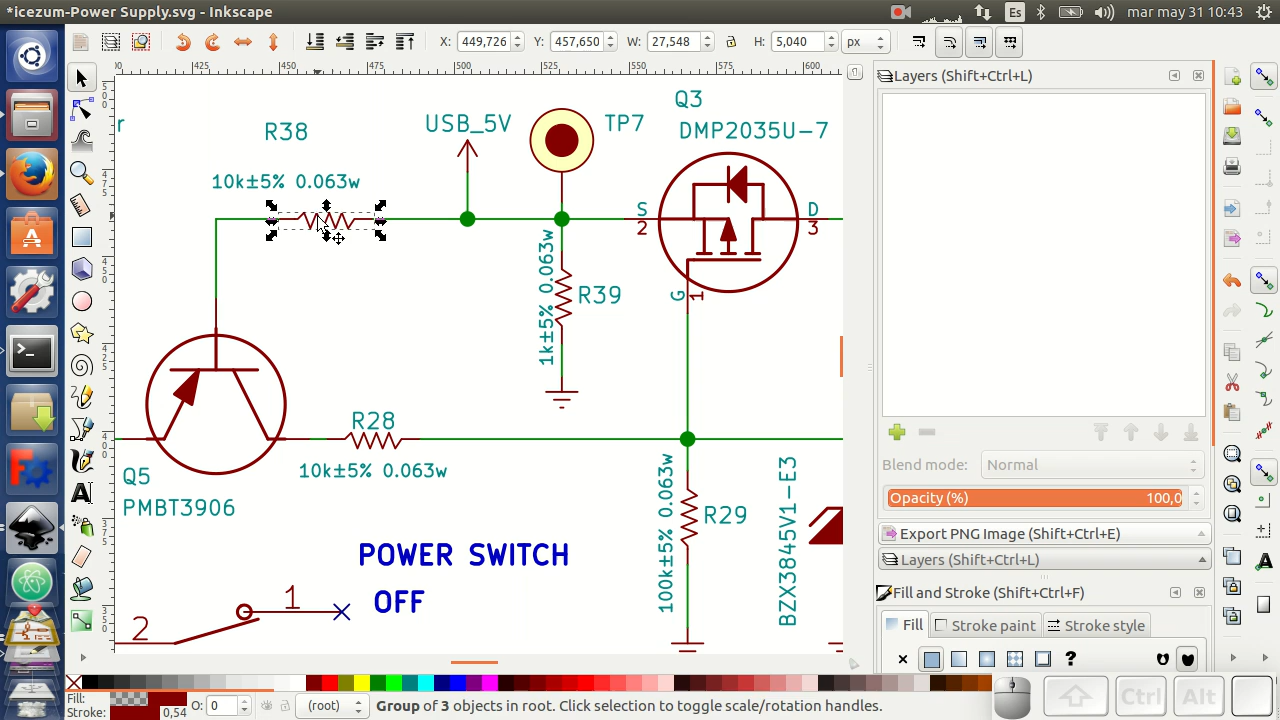 *icezum-Power Supply.svg - Inkscape
Es
mar may 31 10:43
X: 449,726 Y: 457,650 W: 27,548 H: 5,040 px
00 425 450 475 500 525 550 575 600
Layers (Shift+Ctrl+L)
r
R38
USB_5V
TP7
Q3
DMP2035U-7
10k±5% 0.063w
S
2
D
3
1k±5% 0.063w
R39
G
1
R28
10k±5% 0.063w
Q5
PMBT3906
100k±5% 0.063w
R29
BZX3845V1-E3
POWER SWITCH
OFF
1
2
Blend mode: Normal
Opacity (%) 100,0
Export PNG Image (Shift+Ctrl+E)
Layers (Shift+Ctrl+L)
Fill and Stroke (Shift+Ctrl+F)
Fill Stroke paint Stroke style
?
Fill:
Stroke: 0,54
O: 0
(root)
Group of 3 objects in root. Click selection to toggle scale/rotation handles.
Ctrl Alt